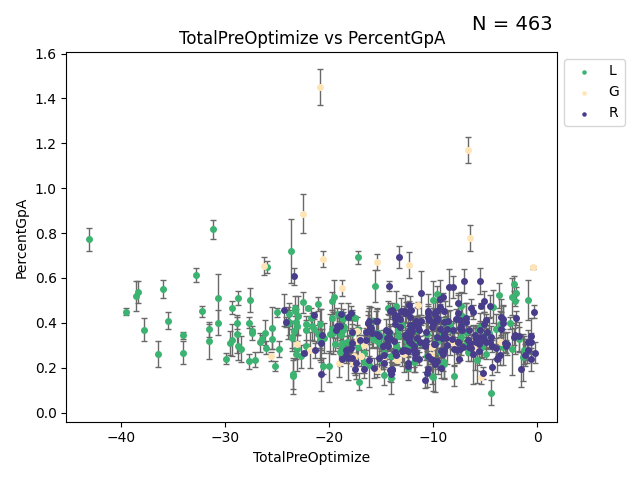 N = 463
TotalPreOptimize vs PercentGpA
L
G
R
PercentGpA
1.6
1.4
1.2
1.0
0.8
0.6
0.4
0.2
0.0
−40 −30 −20 −10 0
TotalPreOptimize